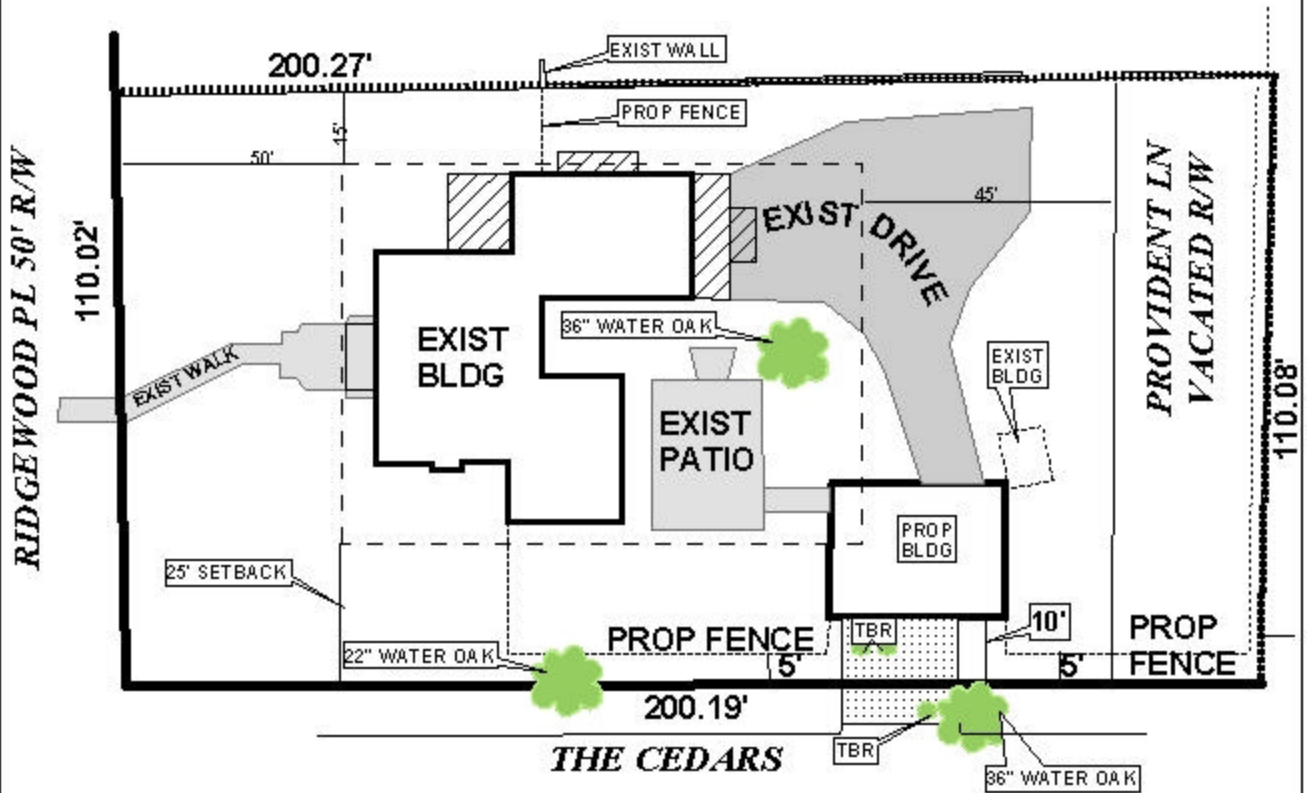 EXIST WALL
200.27'
PROP FENCE
15'
50'
45'
RIDGEWOOD PL 50' R/W
110.02'
EXIST DRIVE
PROVIDENT LN
VACATED R/W
36" WATER OAK
EXIST
BLDG
EXIST
BLDG
EXIST WALK
EXIST
PATIO
110.08'
PROP
BLDG
25' SETBACK
22" WATER OAK
PROP FENCE
5'
TBR
10'
5'
PROP
FENCE
200.19'
THE CEDARS
TBR
36" WATER OAK